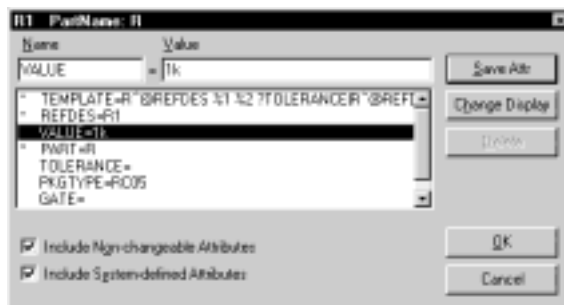 R1 PartName: R
Name Value
VALUE = 1k
Save Attr
* TEMPLATE=R^@REFDES %1 %2 ?TOLERANCE|R^@REFD
Change Display
* REFDES=R1
VALUE=1k
Delete
* PART=R
TOLERANCE=
PKGTYPE=RC05
GATE=
Include Non-changeable Attributes
OK
Include System-defined Attributes
Cancel